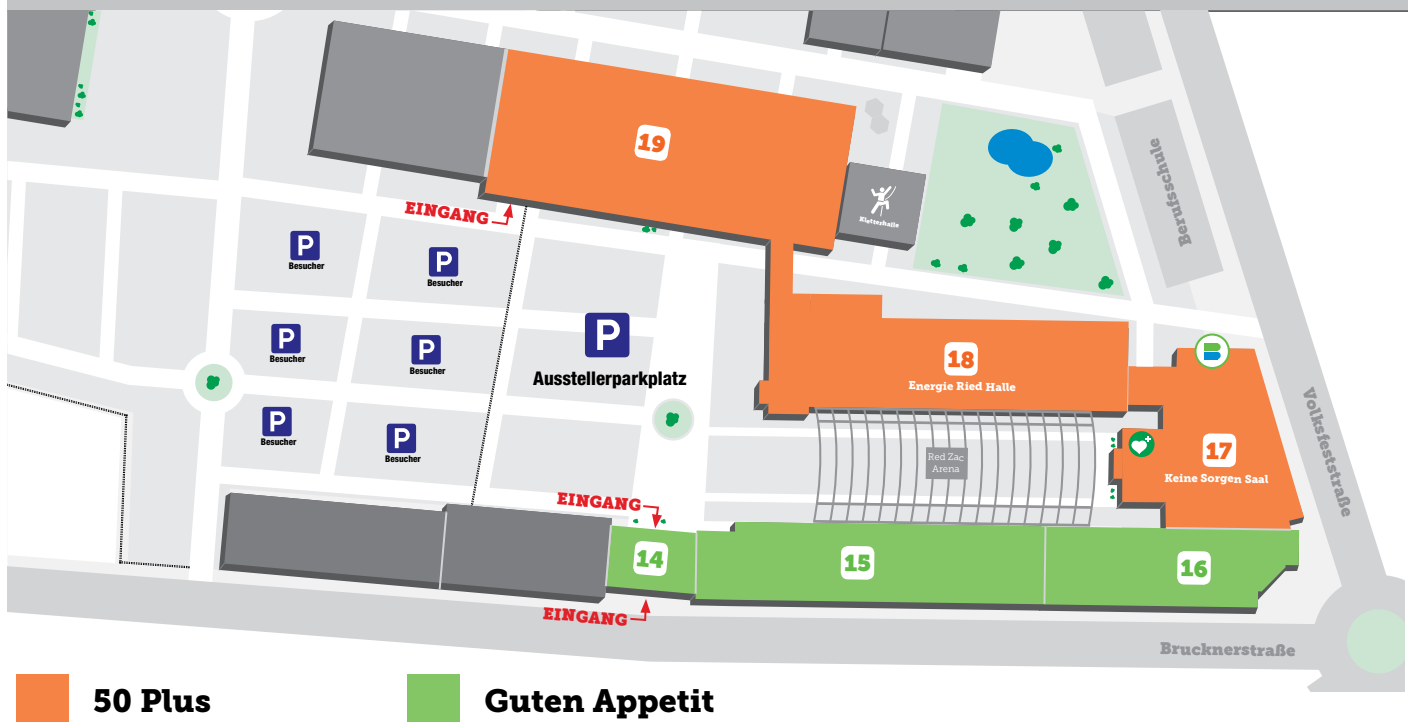 19
Kletterhalle
Berufsschule
EINGANG
P
Besucher
P
Besucher
P
Ausstellerparkplatz
P
Besucher
P
Besucher
18
Energie Ried Halle
B
Volksfeststraße
P
Besucher
P
Besucher
Red Zac
Arena
17
Keine Sorgen Saal
EINGANG
14
15
16
EINGANG
Brucknerstraße
50 Plus
Guten Appetit